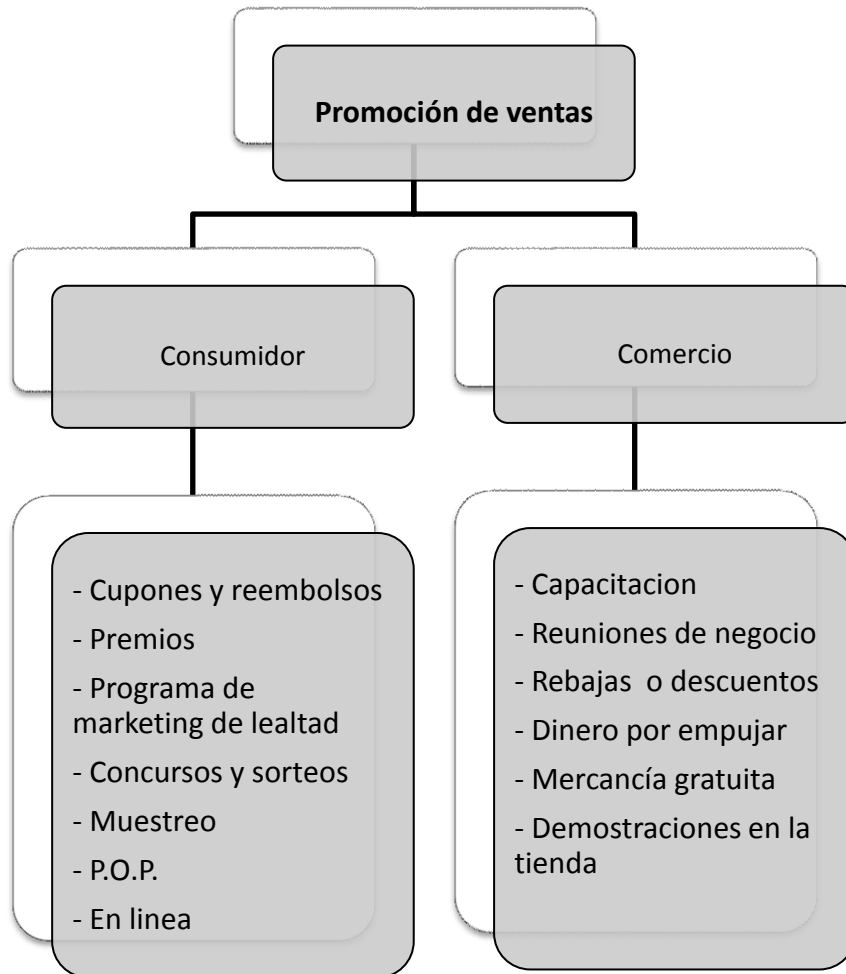 Promoción de ventas
Consumidor
Comercio
- Cupones y reembolsos
- Premios
- Programa de
marketing de lealtad
- Concursos y sorteos
- Muestreo
- P.O.P.
- En linea
- Capacitacion
- Reuniones de negocio
- Rebajas  o descuentos
- Dinero por empujar
- Mercancía gratuita
- Demostraciones en la
tienda